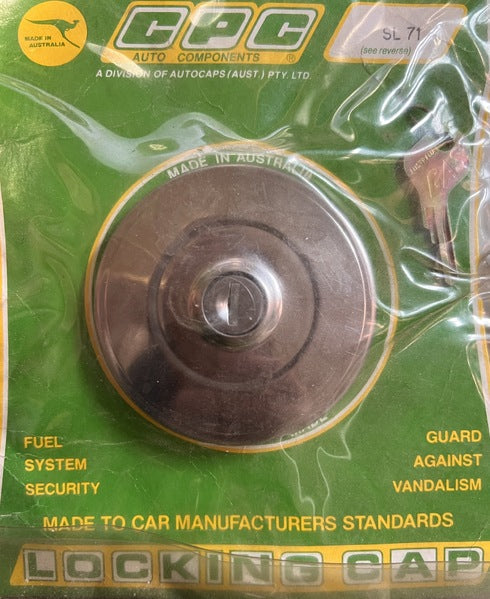 MADE IN
AUSTRALIA
CPC
®
AUTO COMPONENTS
A DIVISION OF AUTOCAPS (AUST.) PTY. LTD.
SL 71
(see reverse)
MADE IN AUSTRALIA
FUEL
SYSTEM
SECURITY
GUARD
AGAINST
VANDALISM
MADE TO CAR MANUFACTURERS STANDARDS
LOCKING CAP